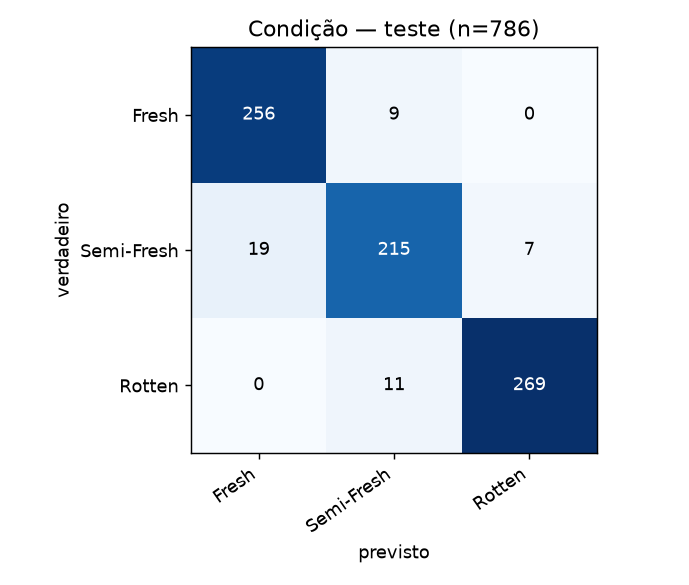 Condição — teste (n=786)
Fresh 256 9 0
Semi-Fresh 19 215 7
Rotten 0 11 269
verdadeiro
Fresh Semi-Fresh Rotten
previsto